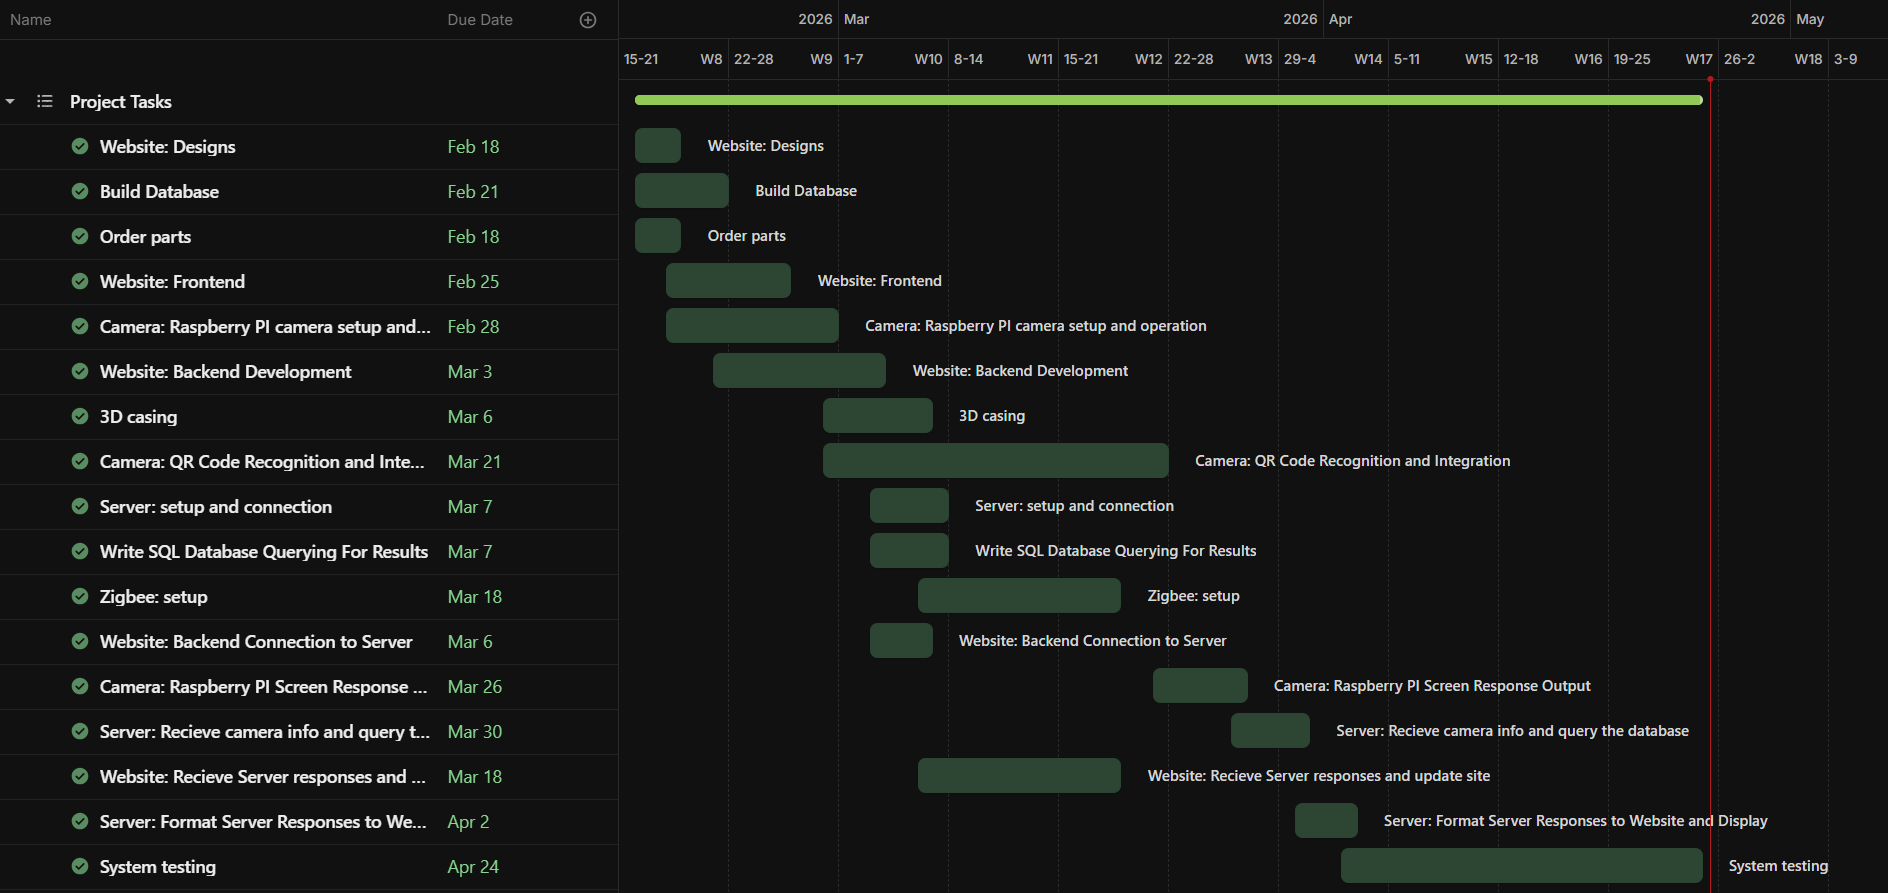 Name Due Date 2026 Mar 2026 Apr 2026 May
15-21 W8 22-28 W9 1-7 W10 8-14 W11 15-21 W12 22-28 W13 29-4 W14 5-11 W15 12-18 W16 19-25 W17 26-2 W18 3-9
Project Tasks
Website: Designs Feb 18 Website: Designs
Build Database Feb 21 Build Database
Order parts Feb 18 Order parts
Website: Frontend Feb 25 Website: Frontend
Camera: Raspberry PI camera setup and... Feb 28 Camera: Raspberry PI camera setup and operation
Website: Backend Development Mar 3 Website: Backend Development
3D casing Mar 6 3D casing
Camera: QR Code Recognition and Inte... Mar 21 Camera: QR Code Recognition and Integration
Server: setup and connection Mar 7 Server: setup and connection
Write SQL Database Querying For Results Mar 7 Write SQL Database Querying For Results
Zigbee: setup Mar 18 Zigbee: setup
Website: Backend Connection to Server Mar 6 Website: Backend Connection to Server
Camera: Raspberry PI Screen Response ... Mar 26 Camera: Raspberry PI Screen Response Output
Server: Recieve camera info and query t... Mar 30 Server: Recieve camera info and query the database
Website: Recieve Server responses and ... Mar 18 Website: Recieve Server responses and update site
Server: Format Server Responses to We... Apr 2 Server: Format Server Responses to Website and Display
System testing Apr 24 System testing